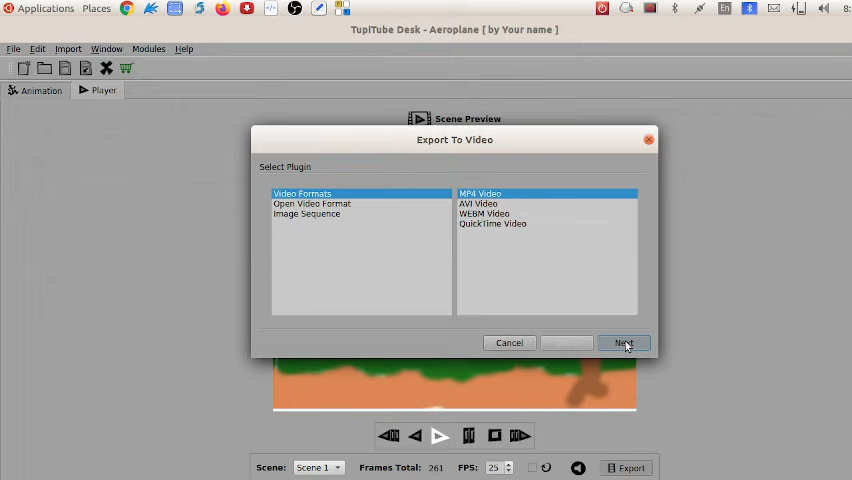 Applications Places En 8:
TupiTube Desk - Aeroplane [ by Your name ]
File Edit Import Window Modules Help
Animation Player
Scene Preview
Export To Video
Select Plugin
Video Formats MP4 Video
Open Video Format AVI Video
Image Sequence WEBM Video
QuickTime Video
Cancel Next
Scene: Scene 1 Frames Total: 261 FPS: 25 Export